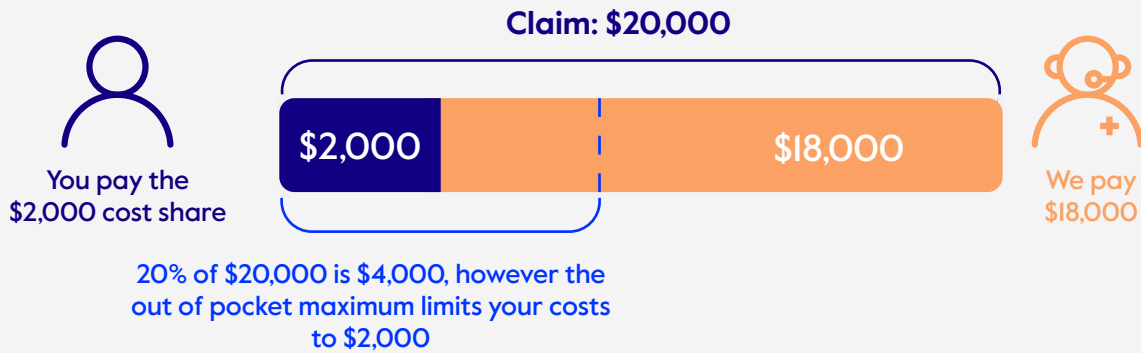 Claim: $20,000
$2,000
$18,000
You pay the
$2,000 cost share
We pay
$18,000
20% of $20,000 is $4,000, however the
out of pocket maximum limits your costs
to $2,000